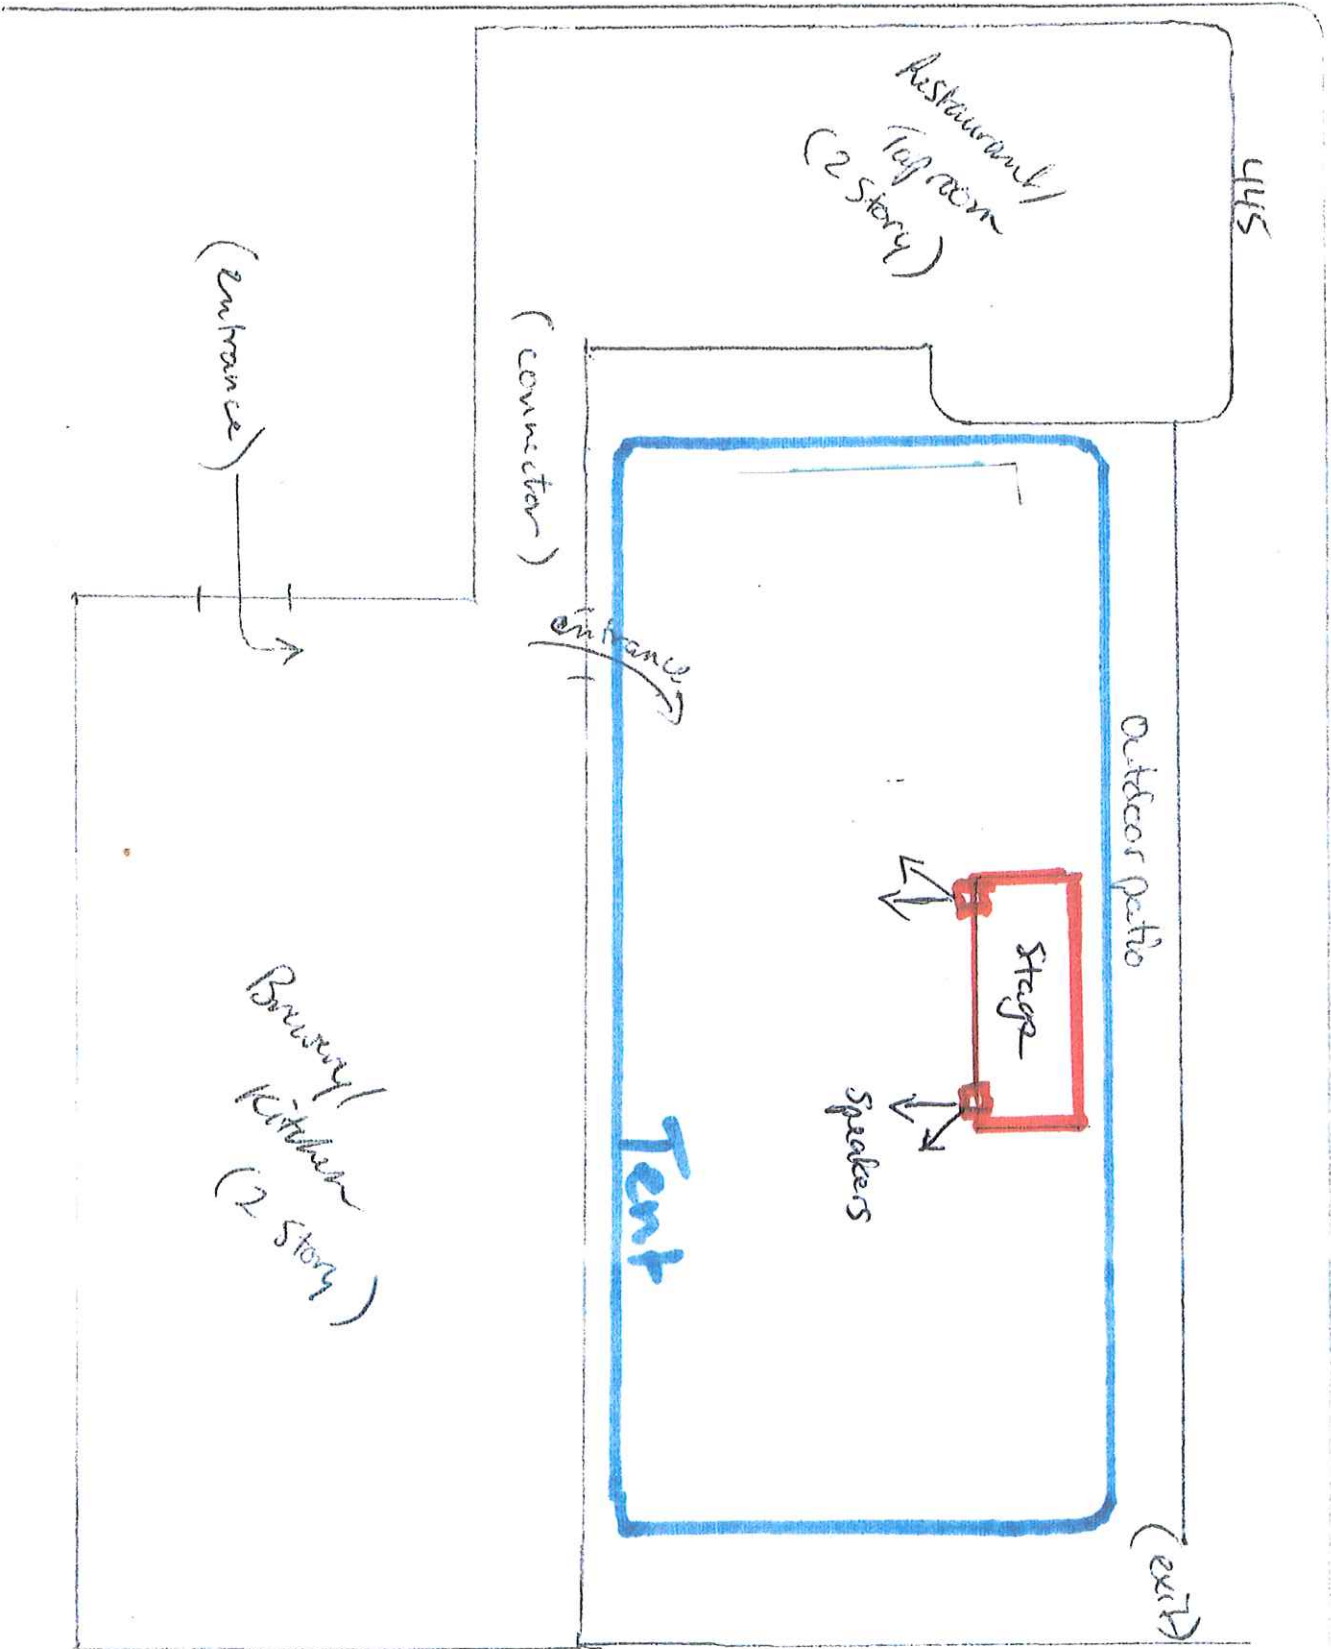 445
Restaurant/
Taproom
(2 Story)
Outdoor patio
(exit)
Stage
Speakers
Tent
entrance
(connector)
(entrance)
Brewery/
Kitchen
(2 Story)